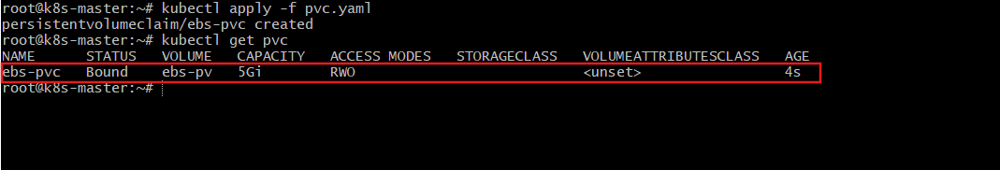 root@k8s-master:~# kubectl apply -f pvc.yaml
persistentvolumeclaim/ebs-pvc created
root@k8s-master:~# kubectl get pvc
NAME      STATUS   VOLUME   CAPACITY   ACCESS MODES   STORAGECLASS   VOLUMEATTRIBUTESCLASS   AGE
ebs-pvc   Bound    ebs-pv   5Gi        RWO                           <unset>                 4s
root@k8s-master:~#